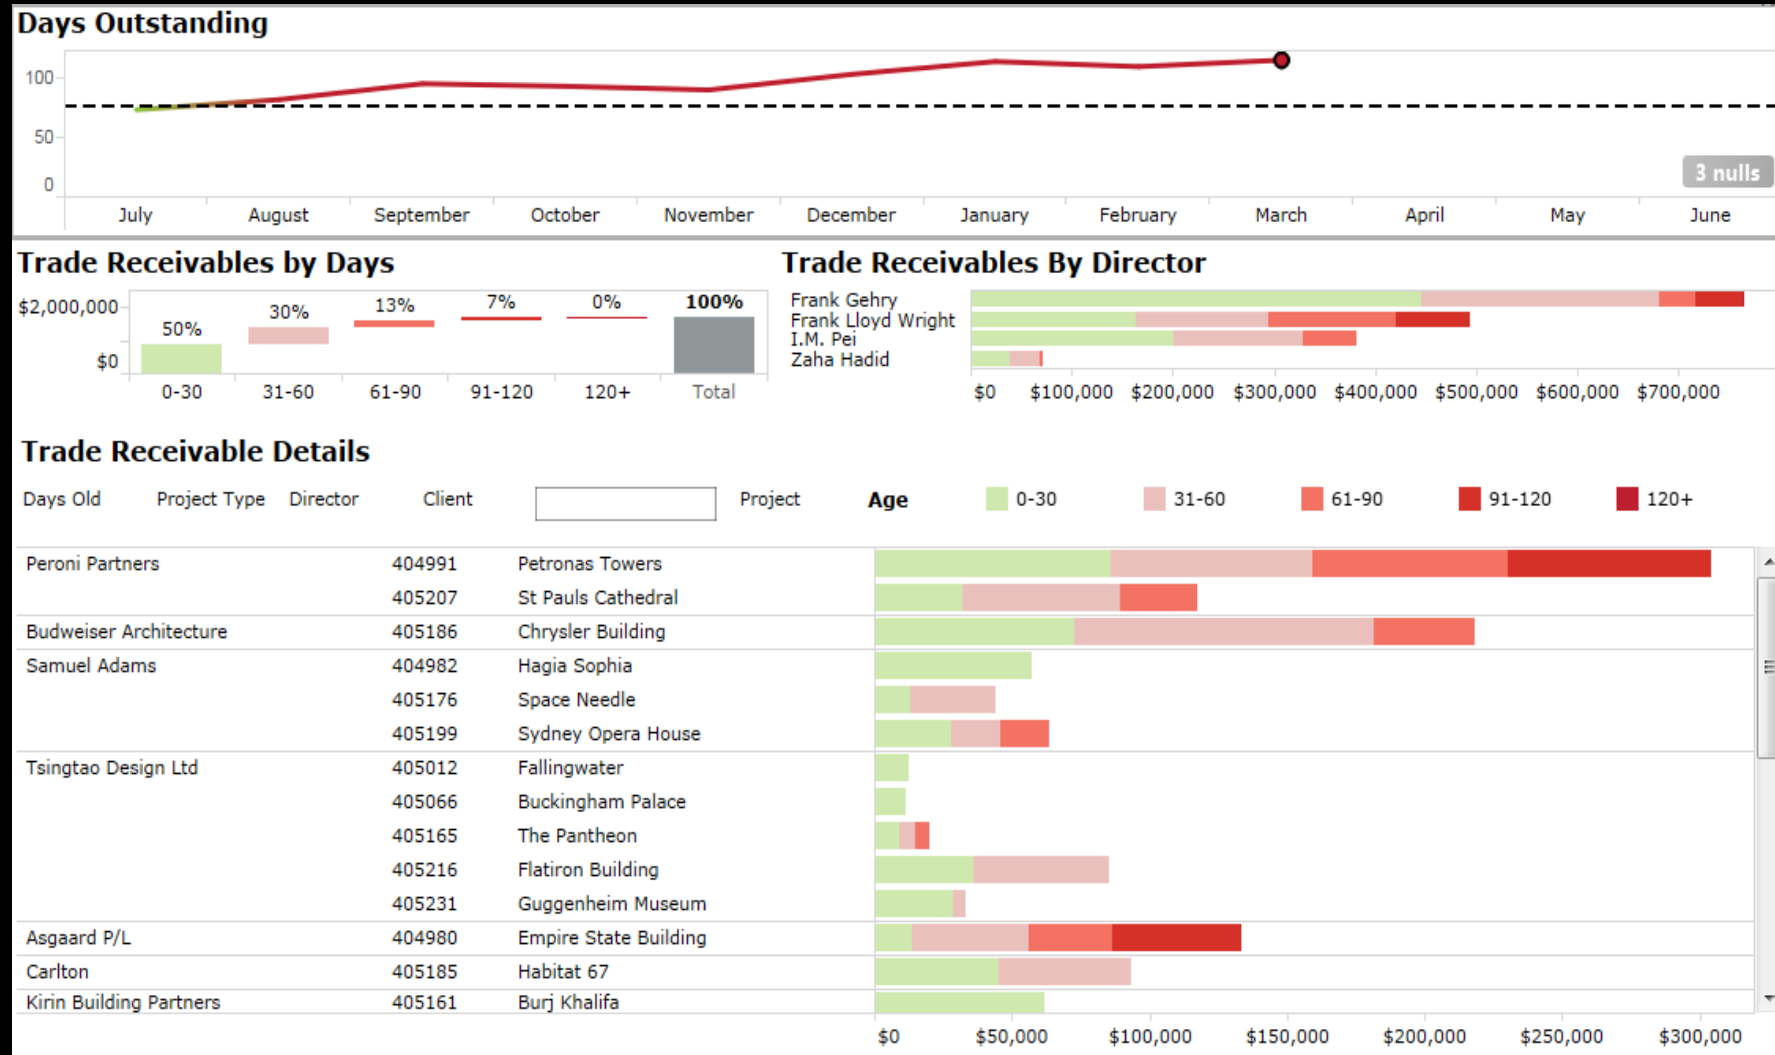 Days Outstanding
100
50
0
3 nulls
July August September October November December January February March April May June
Trade Receivables by Days
$2,000,000
$0
50% 30% 13% 7% 0% 100%
0-30 31-60 61-90 91-120 120+ Total
Trade Receivables By Director
Frank Gehry
Frank Lloyd Wright
I.M. Pei
Zaha Hadid
$0 $100,000 $200,000 $300,000 $400,000 $500,000 $600,000 $700,000
Trade Receivable Details
Days Old Project Type Director Client Project Age 0-30 31-60 61-90 91-120 120+
Peroni Partners 404991 Petronas Towers
405207 St Pauls Cathedral
Budweiser Architecture 405186 Chrysler Building
Samuel Adams 404982 Hagia Sophia
405176 Space Needle
405199 Sydney Opera House
Tsingtao Design Ltd 405012 Fallingwater
405066 Buckingham Palace
405165 The Pantheon
405216 Flatiron Building
405231 Guggenheim Museum
Asgaard P/L 404980 Empire State Building
Carlton 405185 Habitat 67
Kirin Building Partners 405161 Burj Khalifa
$0 $50,000 $100,000 $150,000 $200,000 $250,000 $300,000